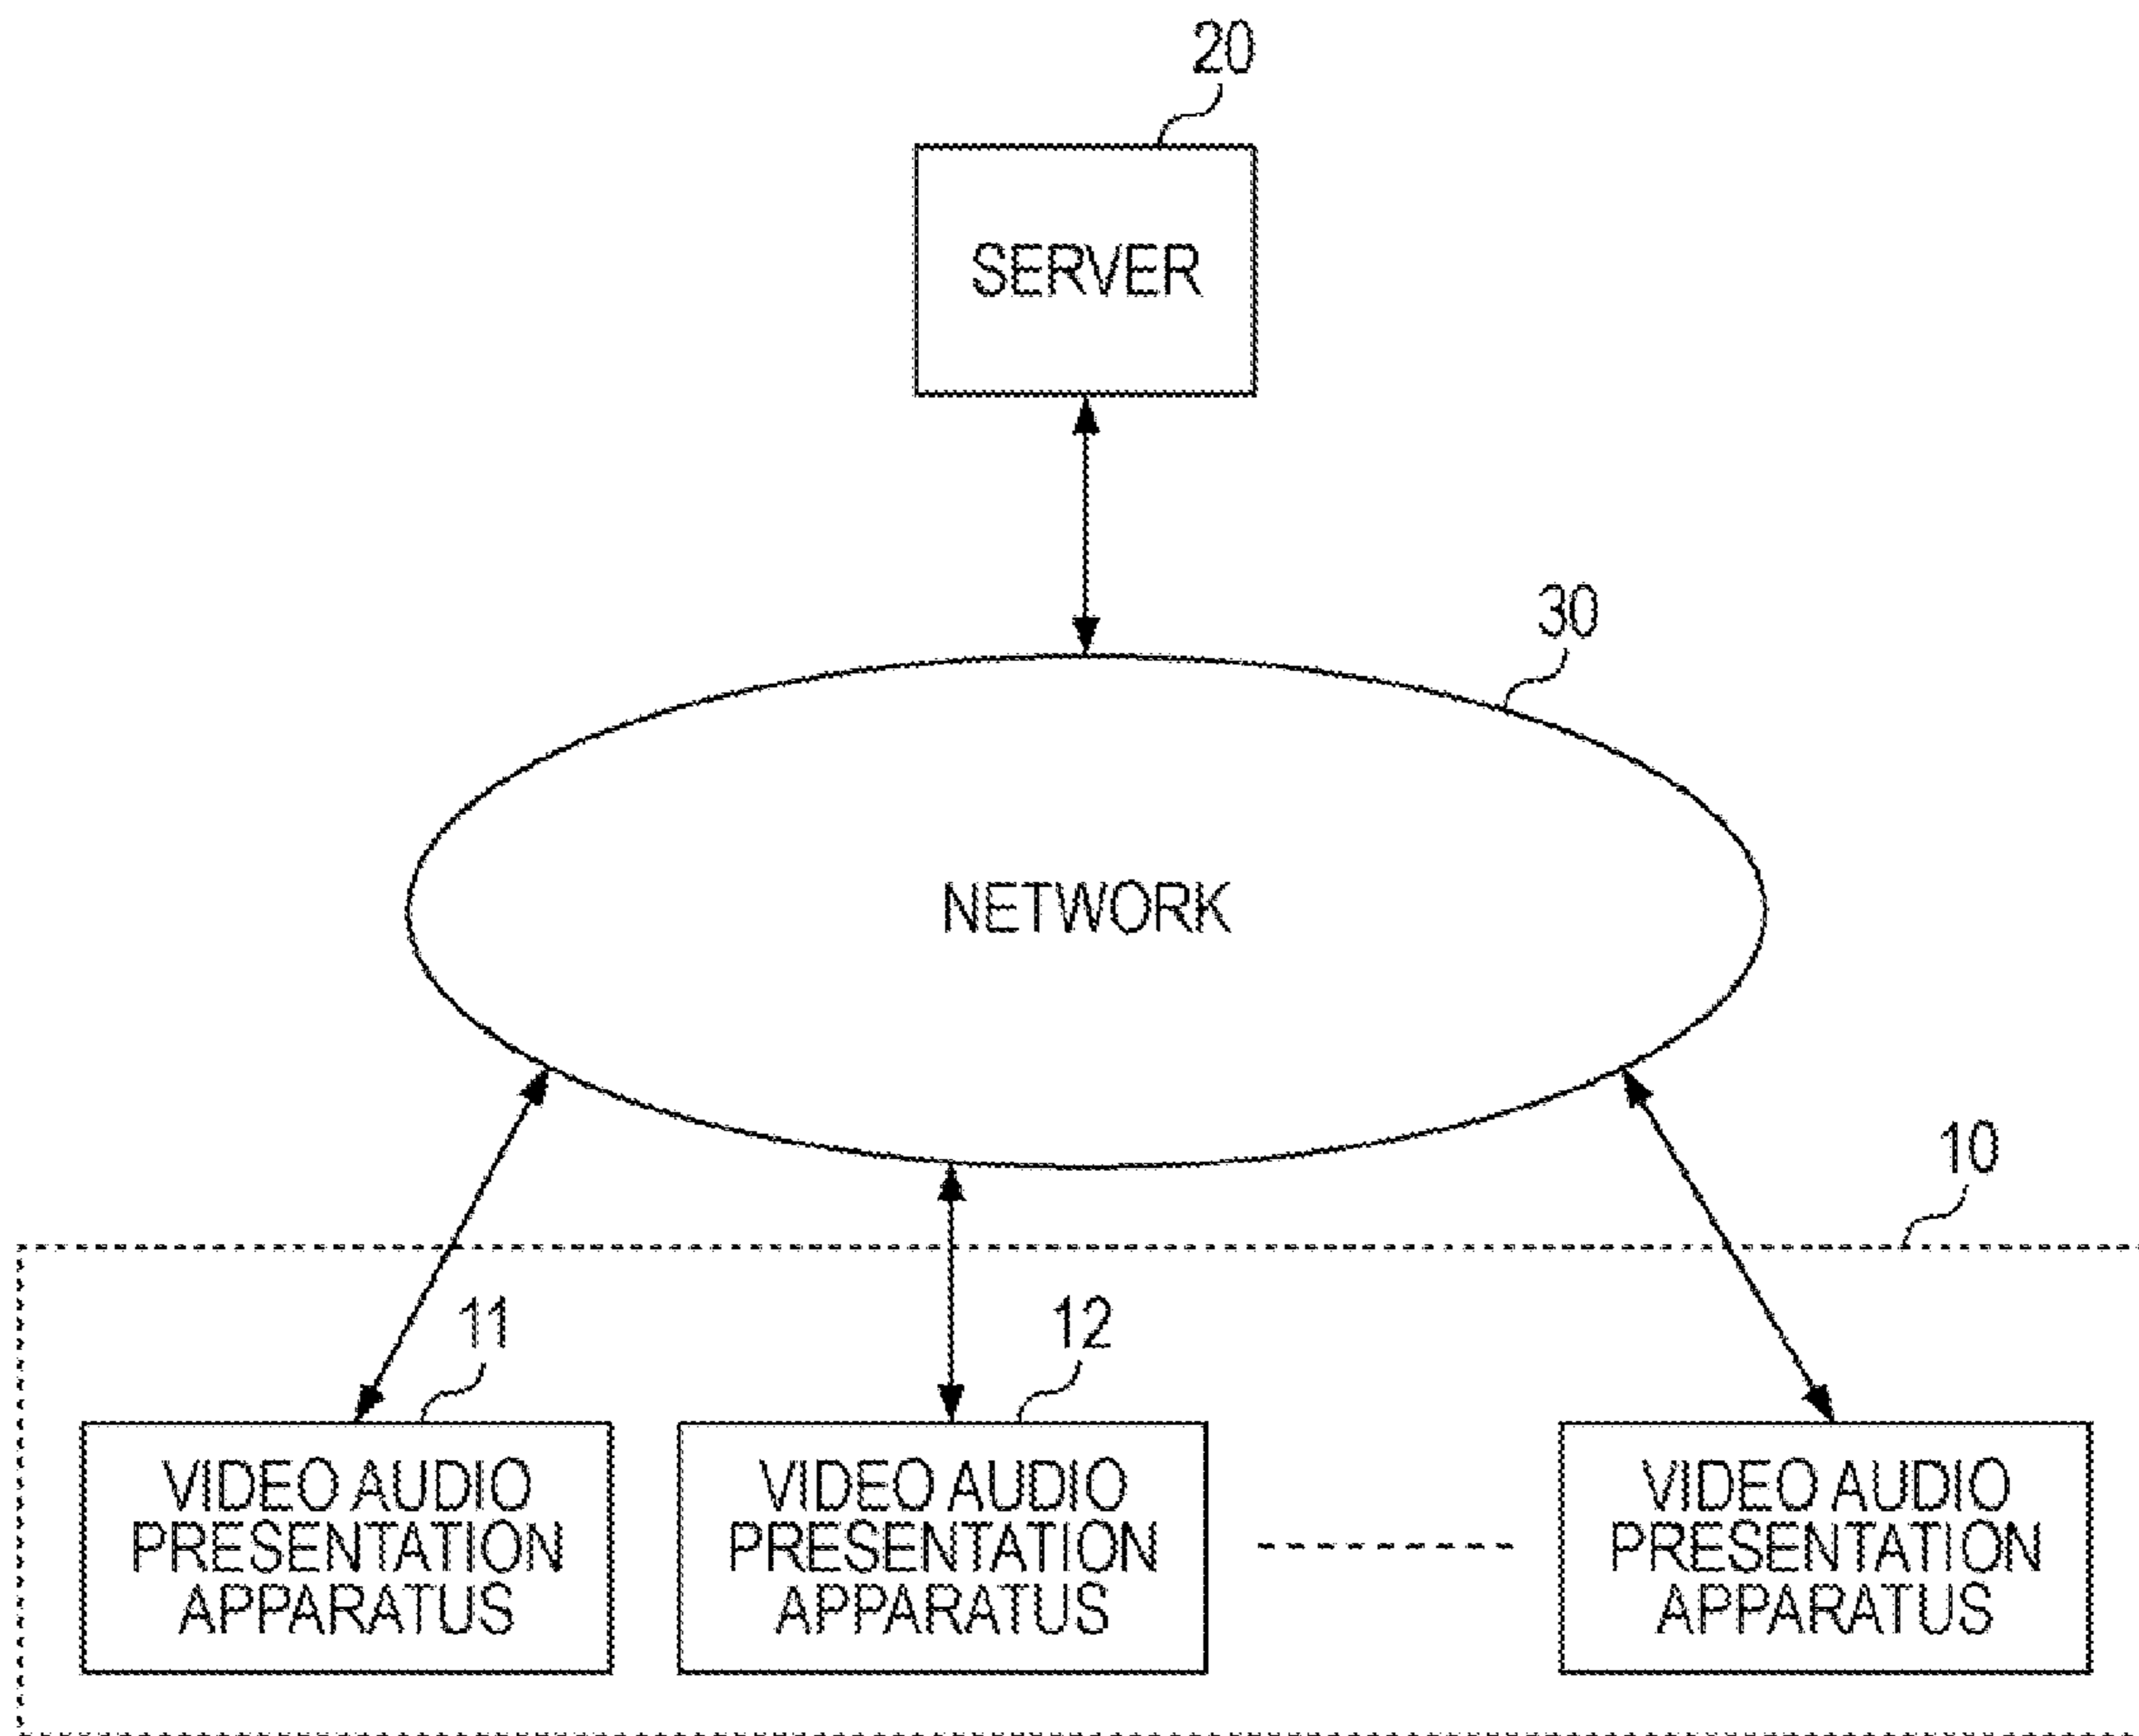 20
SERVER
30
NETWORK
10
11
12
VIDEO AUDIO
PRESENTATION
APPARATUS
VIDEO AUDIO
PRESENTATION
APPARATUS
VIDEO AUDIO
PRESENTATION
APPARATUS